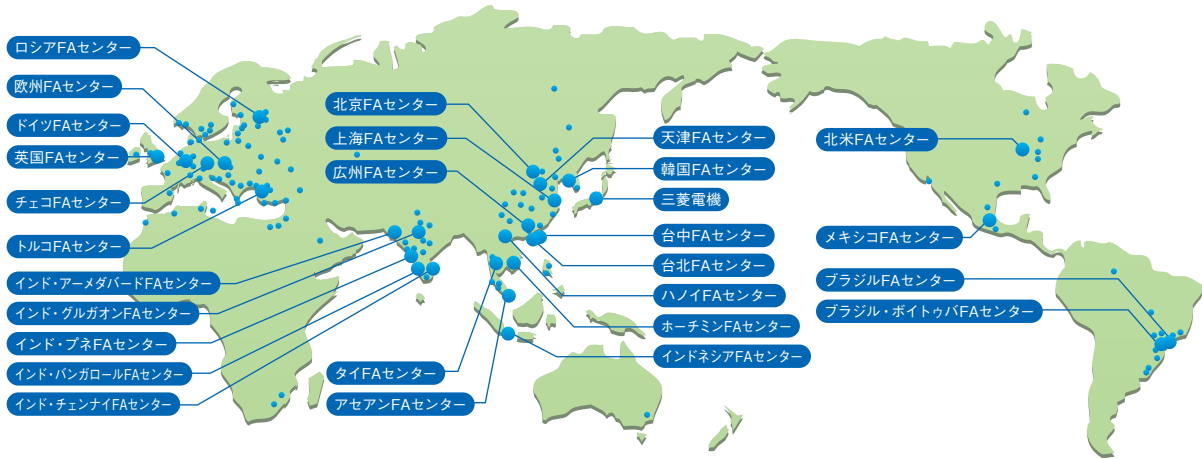 ロシアFAセンター
欧州FAセンター
ドイツFAセンター
英国FAセンター
チェコFAセンター
トルコFAセンター
インド・アーメダバードFAセンター
インド・グルガオンFAセンター
インド・プネFAセンター
インド・バンガロールFAセンター
インド・チェンナイFAセンター
北京FAセンター
上海FAセンター
広州FAセンター
タイFAセンター
アセアンFAセンター
天津FAセンター
韓国FAセンター
三菱電機
台中FAセンター
台北FAセンター
ハノイFAセンター
ホーチミンFAセンター
インドネシアFAセンター
北米FAセンター
メキシコFAセンター
ブラジルFAセンター
ブラジル・ボイトゥバFAセンター